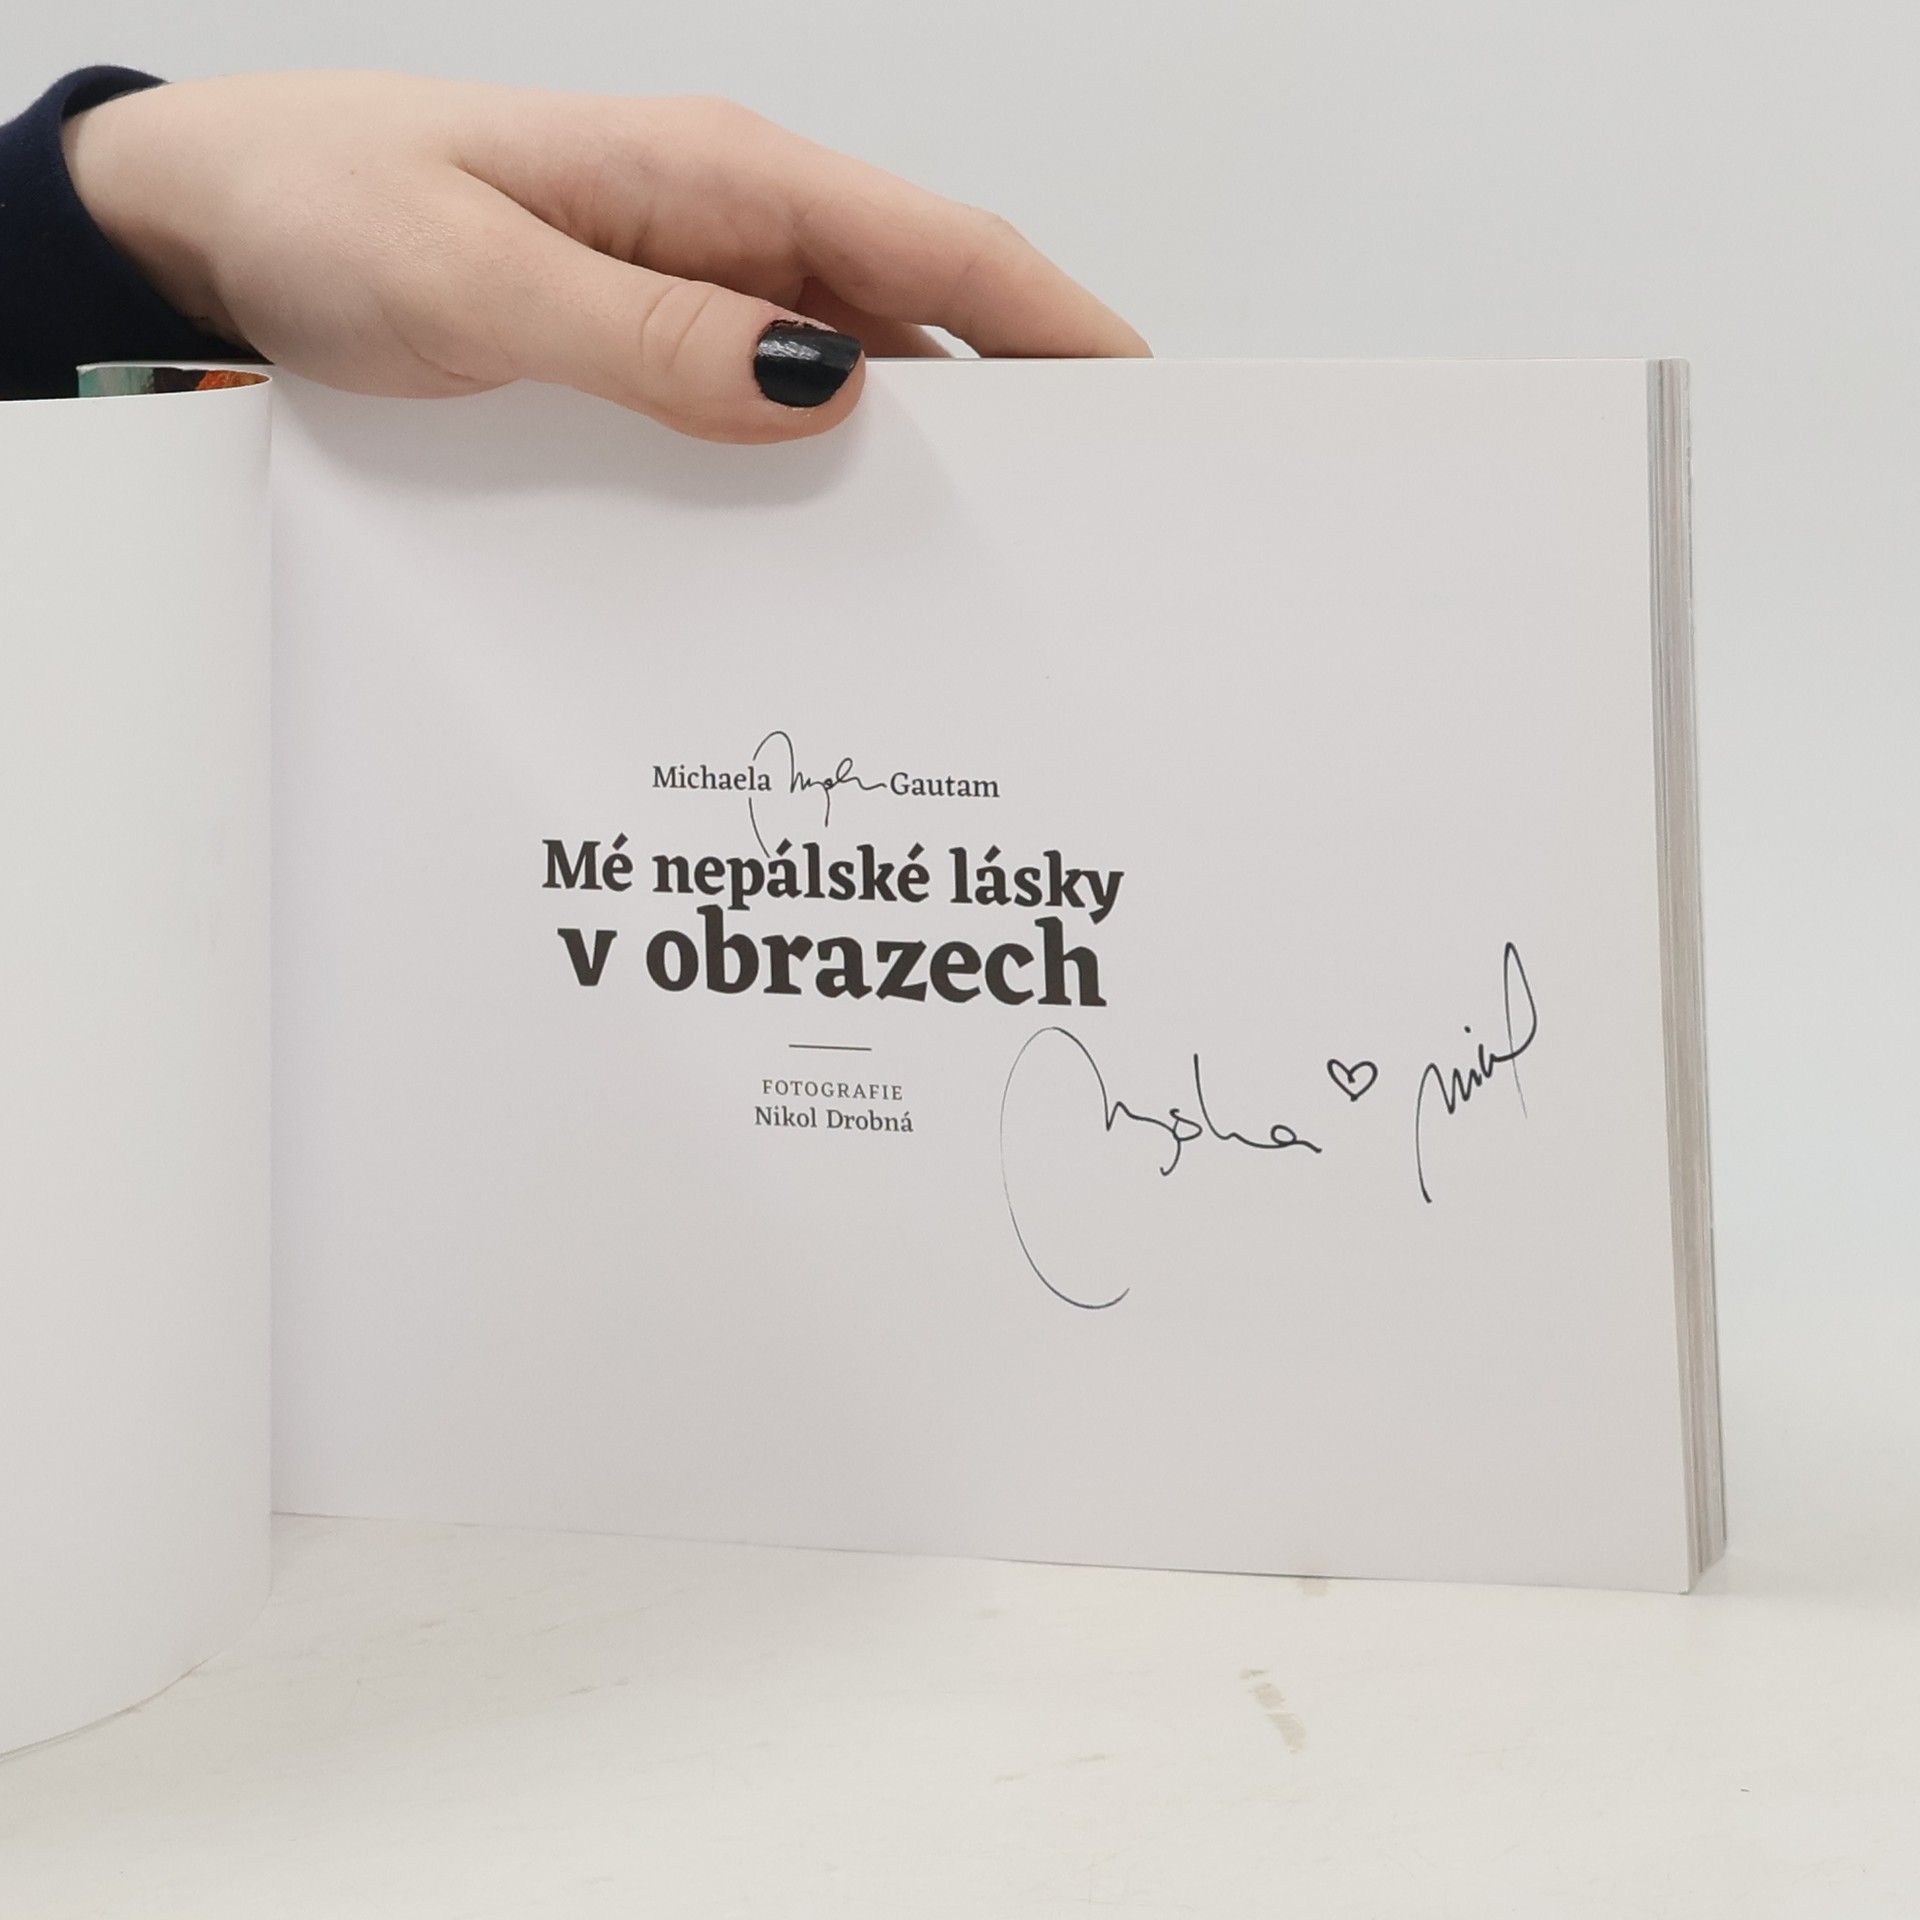 Michaela Gautam
Mé nepálské lásky
v obrazech
FOTOGRAFIE
Nikol Drobná